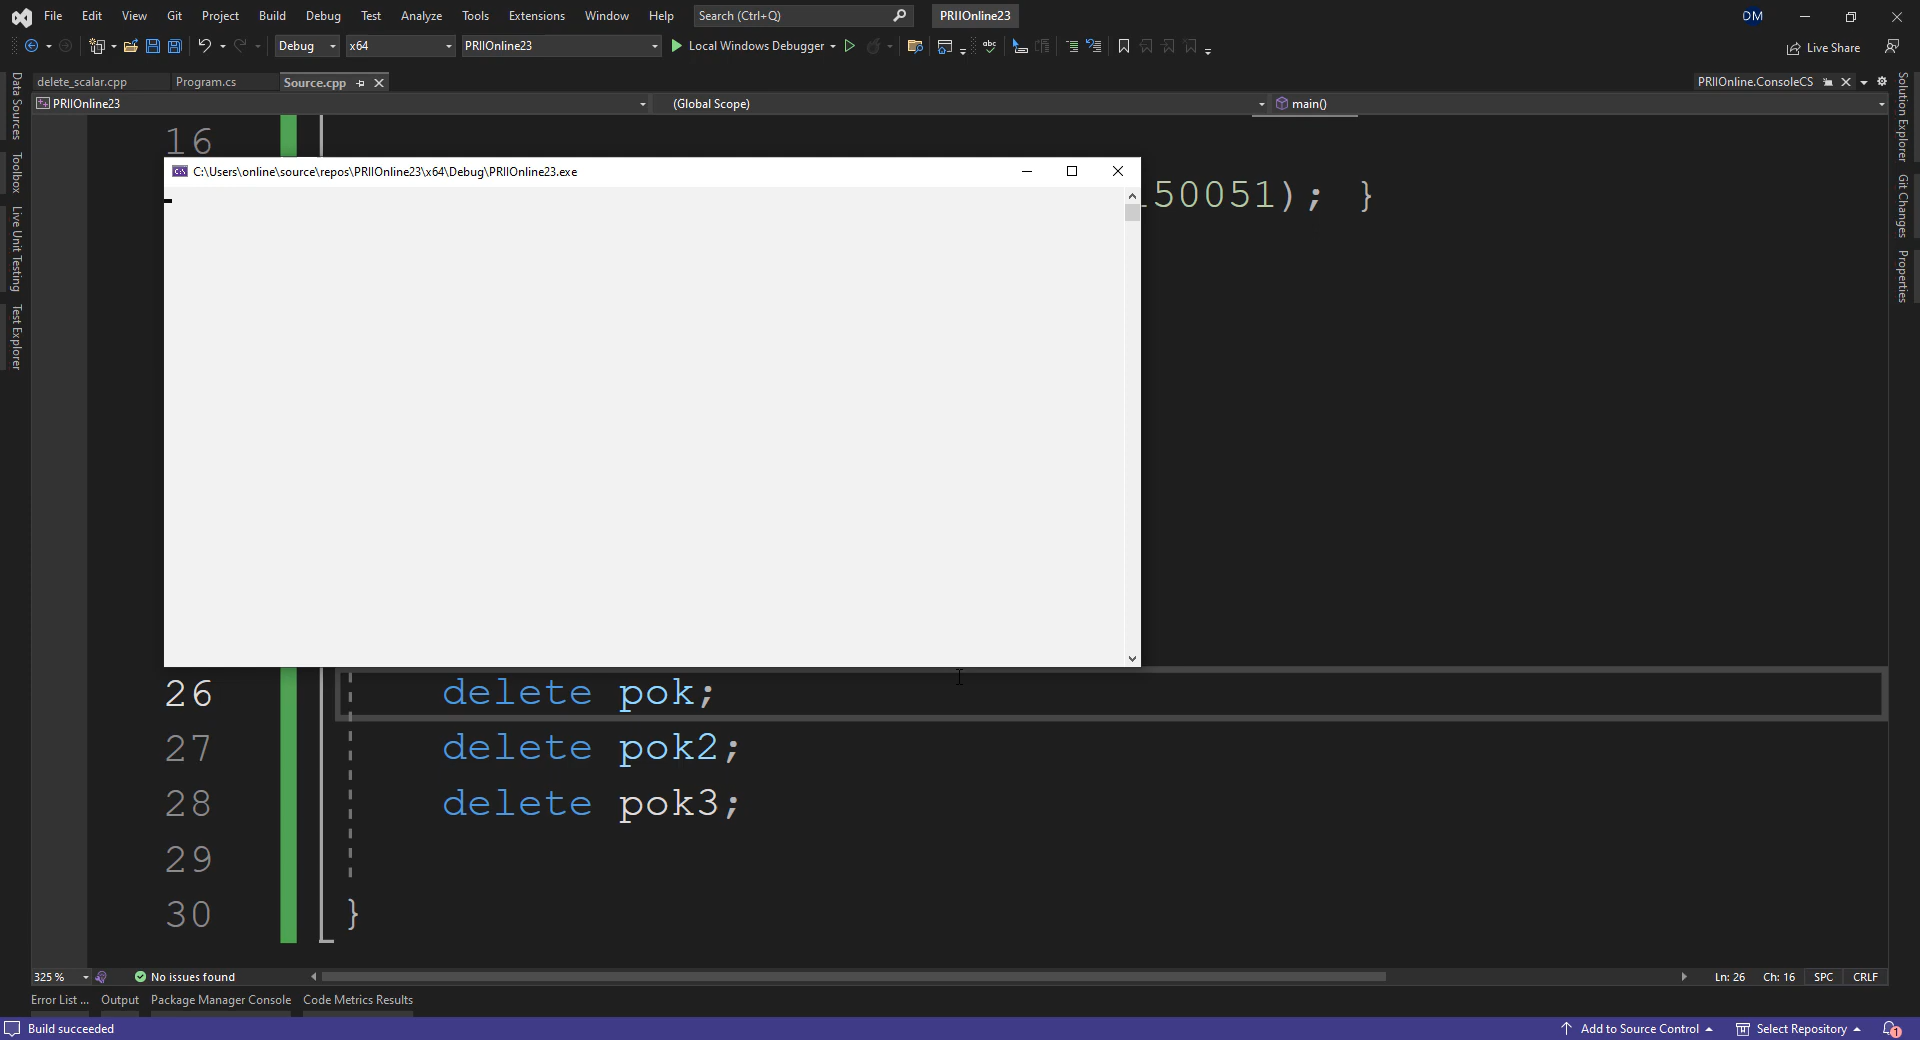 File Edit View Git Project Build Debug Test Analyze Tools Extensions Window Help Search (Ctrl+Q) PRIIOnline23 DM
Debug x64 PRIIOnline23 Local Windows Debugger Live Share
delete_scalar.cpp Program.cs Source.cpp PRIIOnline.ConsoleCS
PRIIOnline23 (Global Scope) main()
Data Sources
Toolbox
Live Unit Testing
Test Explorer
Solution Explorer
Git Changes
Properties
16
C:\Users\online\source\repos\PRIIOnline23\x64\Debug\PRIIOnline23.exe
150051); }
26 delete pok;
27 delete pok2;
28 delete pok3;
29
30 }
325 % No issues found Ln: 26 Ch: 16 SPC CRLF
Error List ... Output Package Manager Console Code Metrics Results
Build succeeded Add to Source Control Select Repository 1